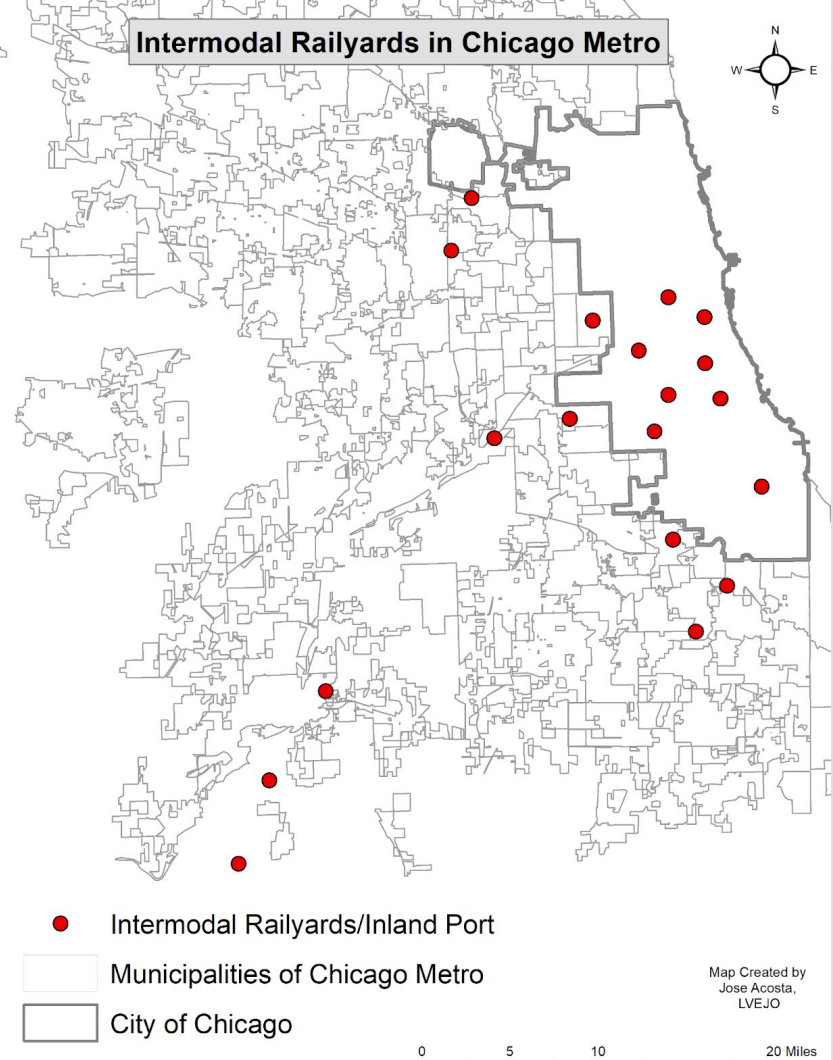 Intermodal Railyards in Chicago Metro
N
W E
S
Intermodal Railyards/Inland Port
Municipalities of Chicago Metro
City of Chicago
Map Created by
Jose Acosta,
LVEJO
0 5 10 20 Miles